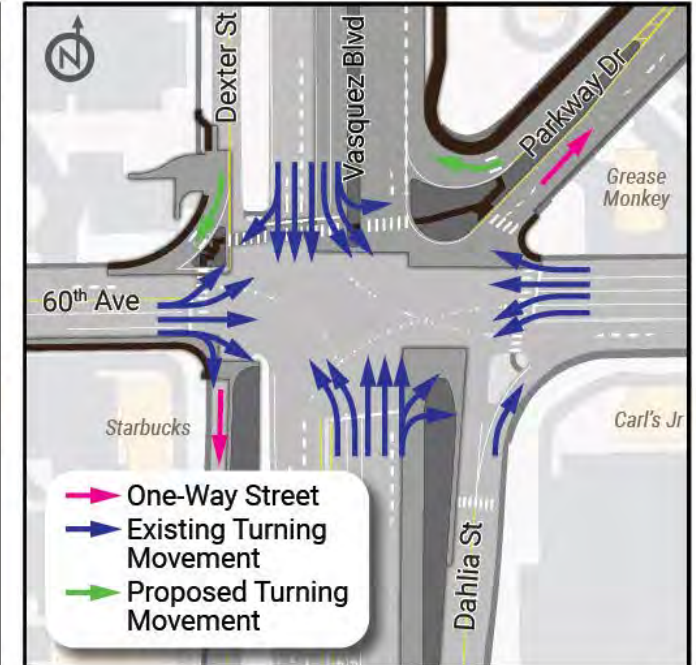 N
Dexter St
Vasquez Blvd
Parkway Dr
Grease
Monkey
60th Ave
Starbucks
Carl's Jr
Dahlia St
One-Way Street
Existing Turning
Movement
Proposed Turning
Movement